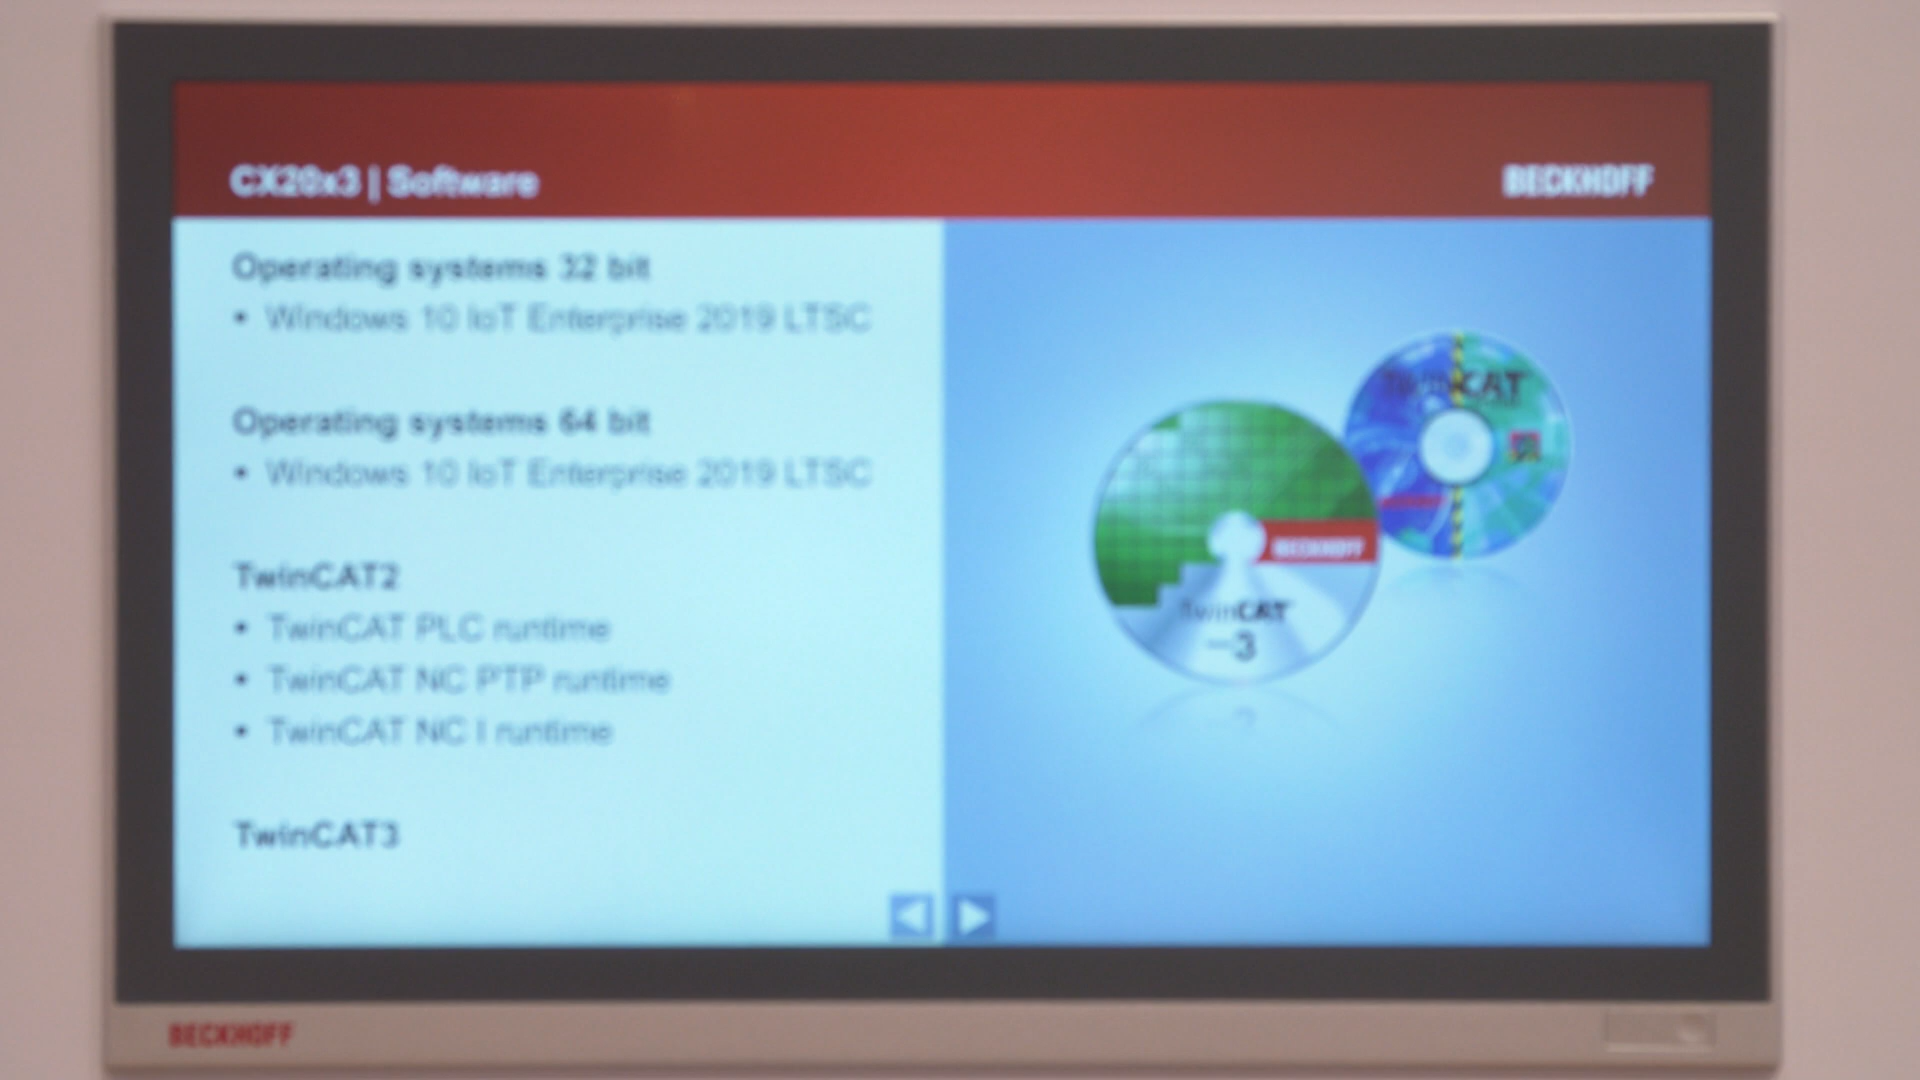 CX20x3 | Software
BECKHOFF
Operating systems 32 bit
• Windows 10 IoT Enterprise 2019 LTSC
Operating systems 64 bit
• Windows 10 IoT Enterprise 2019 LTSC
TwinCAT2
• TwinCAT PLC runtime
• TwinCAT NC PTP runtime
• TwinCAT NC I runtime
TwinCAT3
TwinCAT
BECKHOFF
TwinCAT
3
BECKHOFF